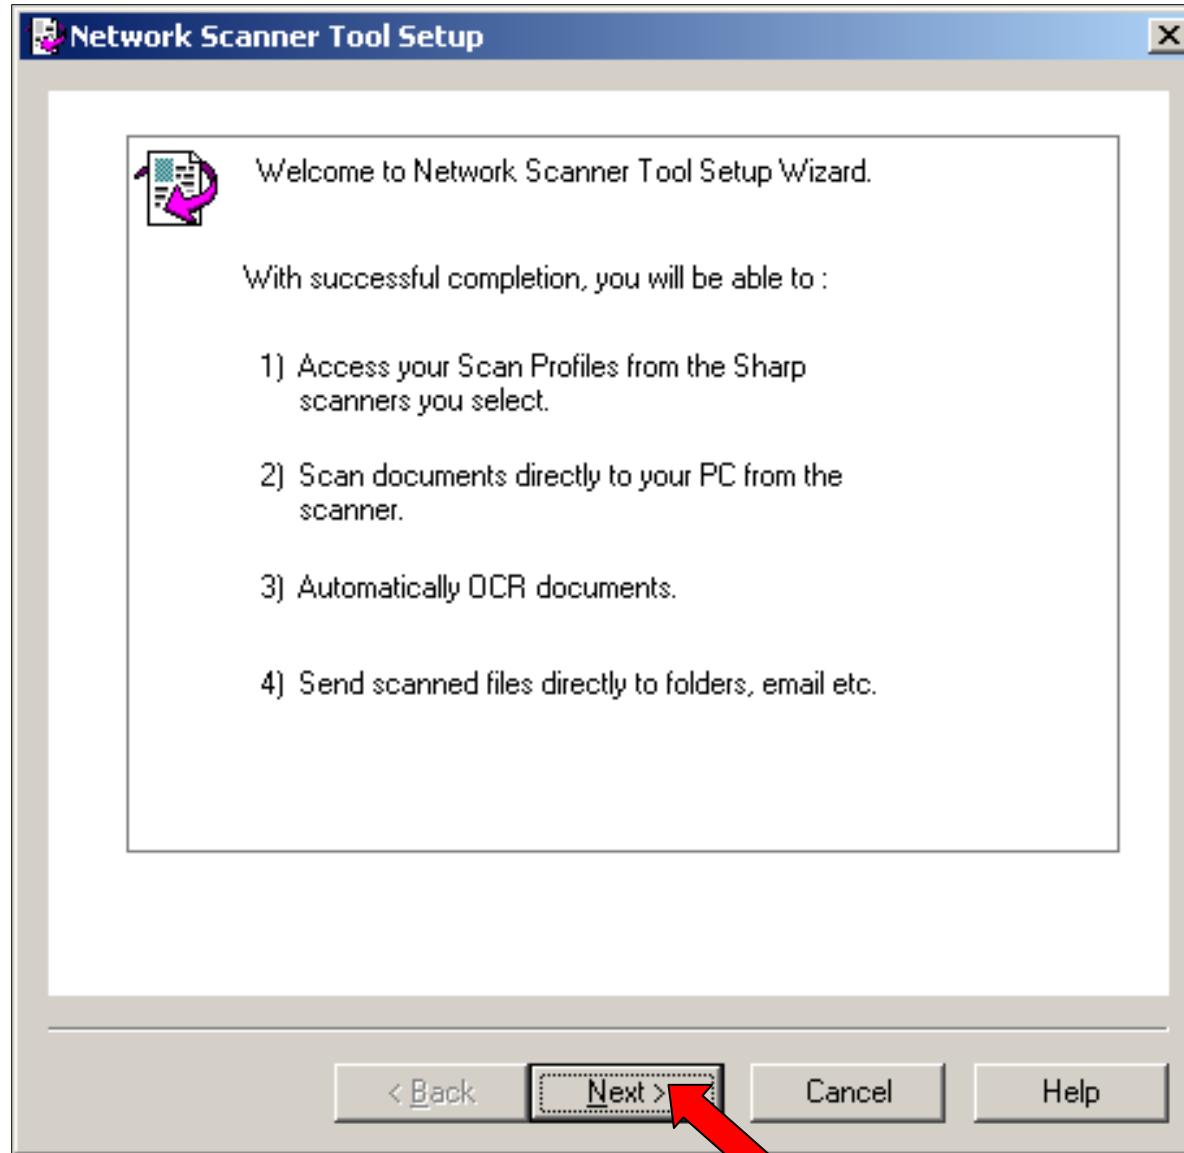 Network Scanner Tool Setup
Welcome to Network Scanner Tool Setup Wizard.
With successful completion, you will be able to :
1) Access your Scan Profiles from the Sharp
scanners you select.
2) Scan documents directly to your PC from the
scanner.
3) Automatically OCR documents.
4) Send scanned files directly to folders, email etc.
< Back Next > Cancel Help